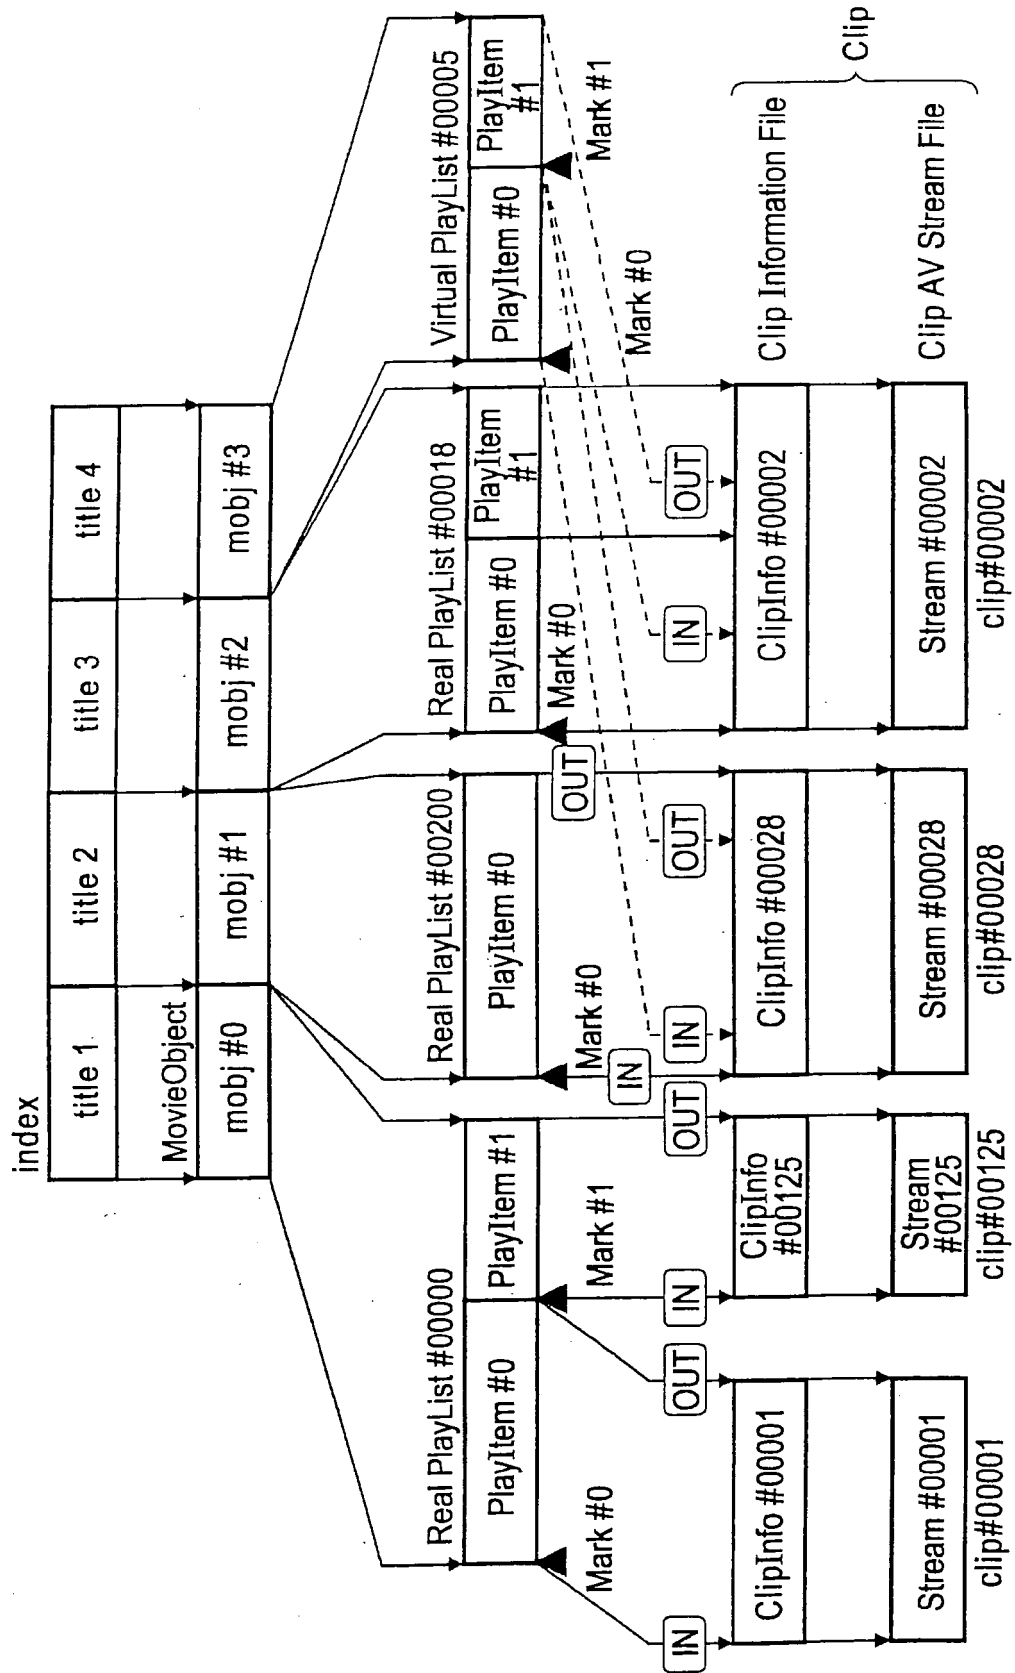 index
title 1
title 2
title 3
title 4
MovieObject
mobj #0
mobj #1
mobj #2
mobj #3
Real PlayList #00000
Real PlayList #00200
Real PlayList #00018
Virtual PlayList #00005
PlayItem #0
PlayItem #1
PlayItem #0
PlayItem #0
PlayItem
#1
PlayItem #0
PlayItem
#1
Mark #0
Mark #1
Mark #0
Mark #0
Mark #0
Mark #1
IN
OUT
IN
OUT
IN
OUT
IN
OUT
IN
OUT
ClipInfo #00001
ClipInfo
#00125
ClipInfo #00028
ClipInfo #00002
Clip Information File
Stream #00001
Stream
#00125
Stream #00028
Stream #00002
Clip AV Stream File
Clip
clip#00001
clip#00125
clip#00028
clip#00002